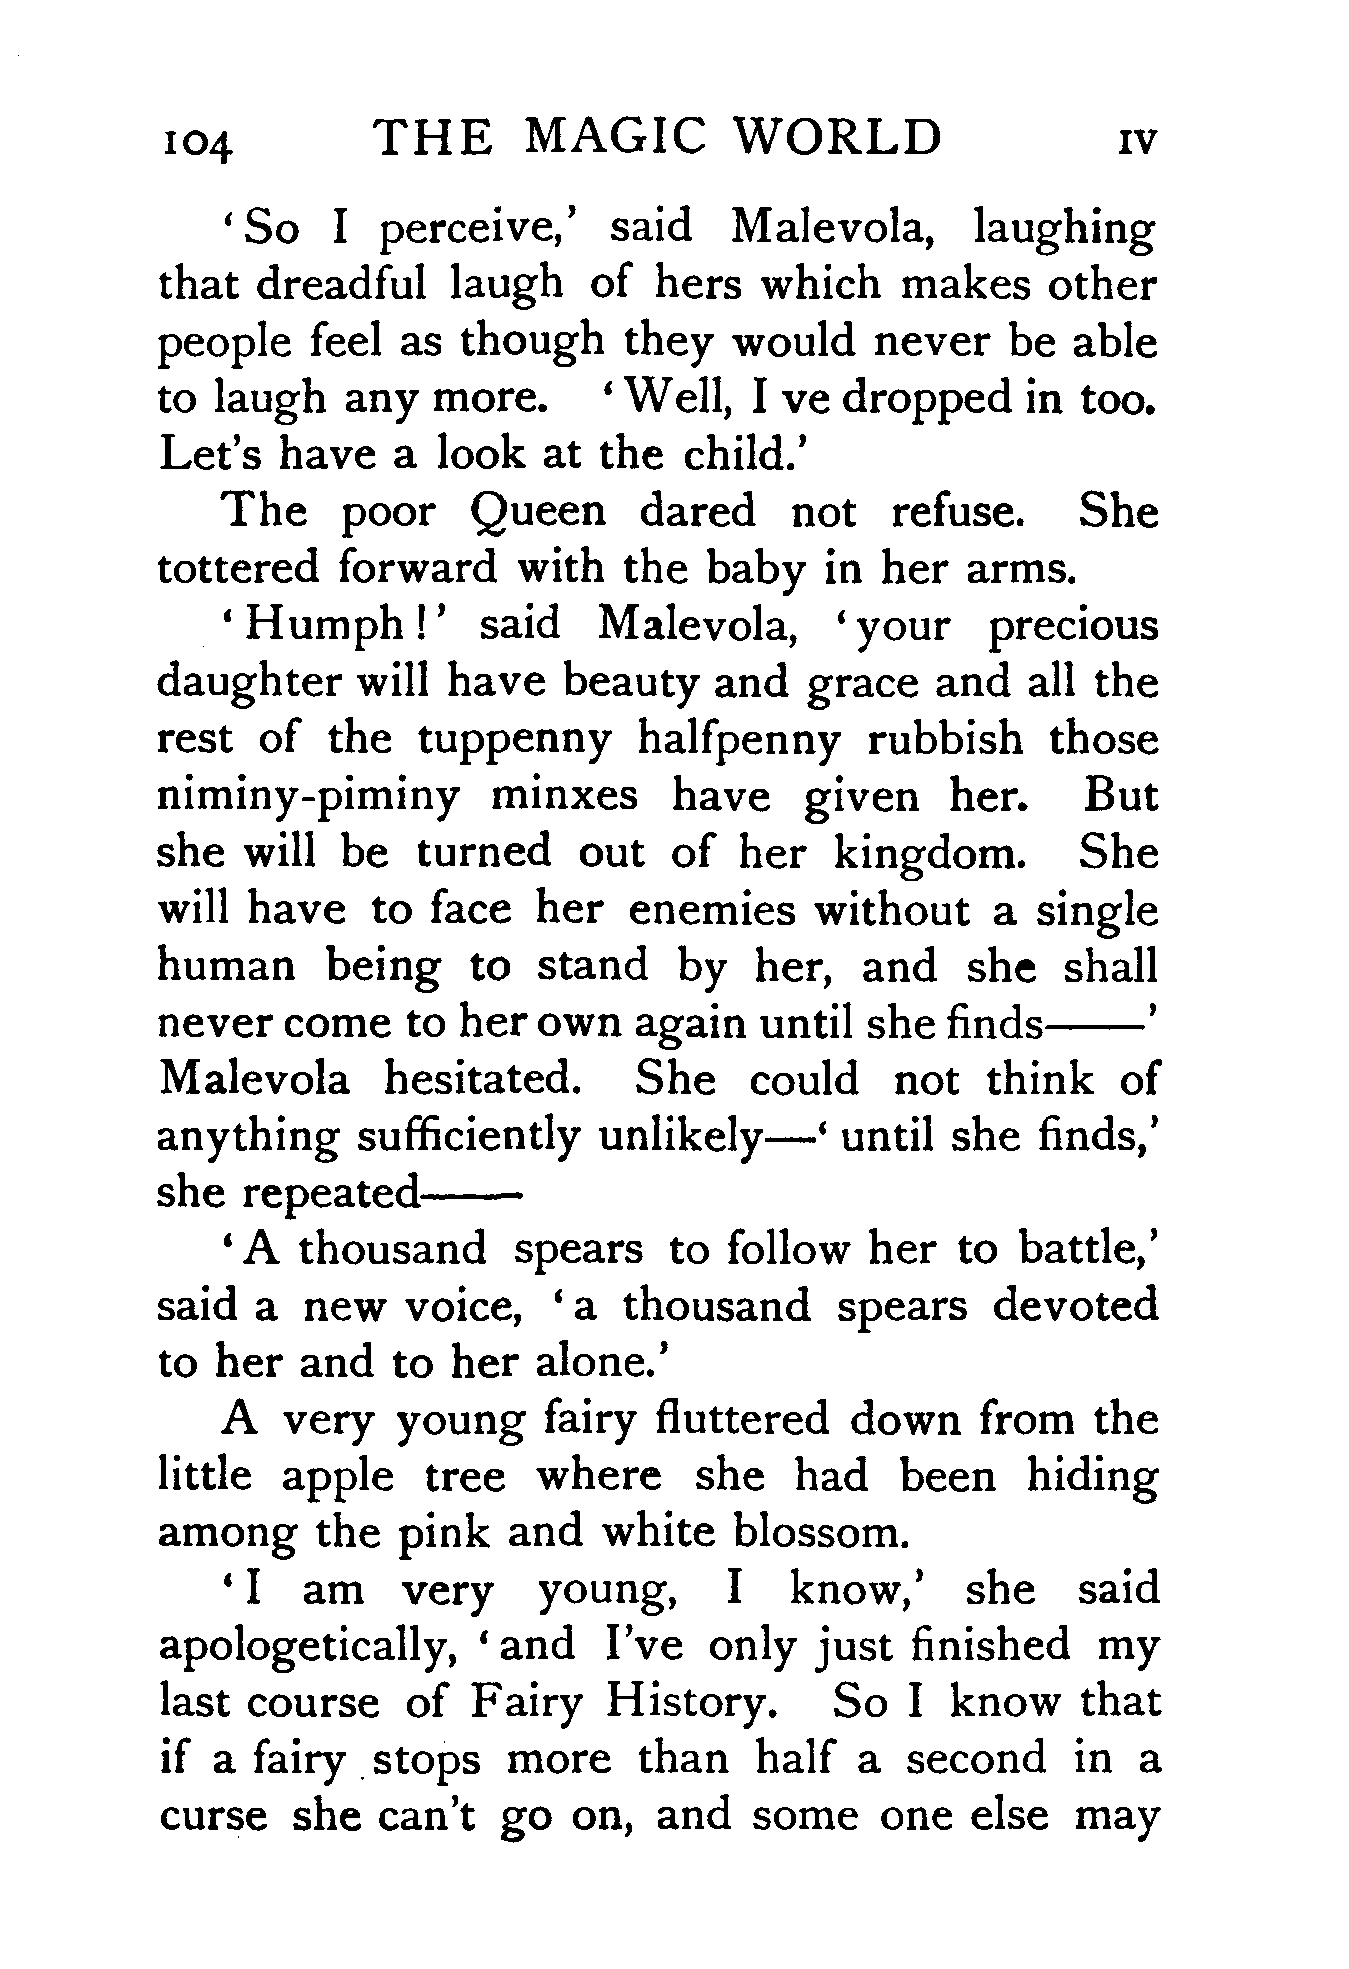 104 THE MAGIC WORLD IV
‘So I perceive,’ said Malevola, laughing
that dreadful laugh of hers which makes other
people feel as though they would never be able
to laugh any more. ‘Well, I ve dropped in too.
Let’s have a look at the child.’
The poor Queen dared not refuse. She
tottered forward with the baby in her arms.
‘Humph!’ said Malevola, ‘your precious
daughter will have beauty and grace and all the
rest of the tuppenny halfpenny rubbish those
niminy-piminy minxes have given her. But
she will be turned out of her kingdom. She
will have to face her enemies without a single
human being to stand by her, and she shall
never come to her own again until she finds——’
Malevola hesitated. She could not think of
anything sufficiently unlikely—‘until she finds,’
she repeated——
‘A thousand spears to follow her to battle,’
said a new voice, ‘a thousand spears devoted
to her and to her alone.’
A very young fairy fluttered down from the
little apple tree where she had been hiding
among the pink and white blossom.
‘I am very young, I know,’ she said
apologetically, ‘and I’ve only just finished my
last course of Fairy History. So I know that
if a fairy stops more than half a second in a
curse she can’t go on, and some one else may